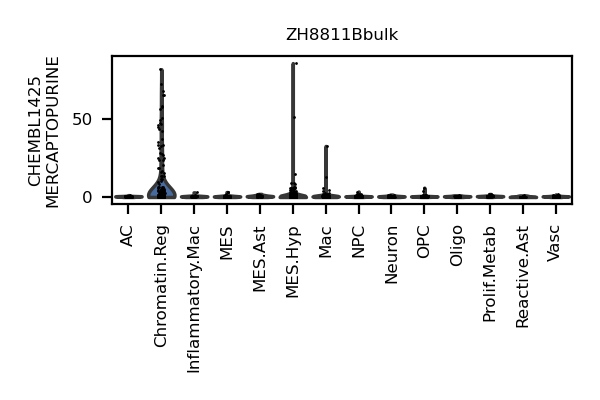 ZH8811Bbulk
CHEMBL1425
MERCAPTOPURINE
50
0
AC
Chromatin.Reg
Inflammatory.Mac
MES
MES.Ast
MES.Hyp
Mac
NPC
Neuron
OPC
Oligo
Prolif.Metab
Reactive.Ast
Vasc